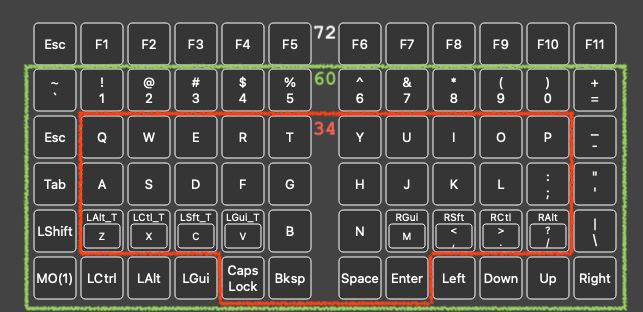 Esc F1 F2 F3 F4 F5 72 F6 F7 F8 F9 F10 F11
~ ! @ # $ % 60 ^ & * ( ) +
` 1 2 3 4 5 6 7 8 9 0 =
Esc Q W E R T 34 Y U I O P _
-
Tab A S D F G H J K L : "
; '
LAlt_T LCtl_T LSft_T LGui_T RGui RSft RCtl RAlt
LShift Z X C V B N M < > ? |
, . / \
MO(1) LCtrl LAlt LGui Caps Bksp Space Enter Left Down Up Right
Lock